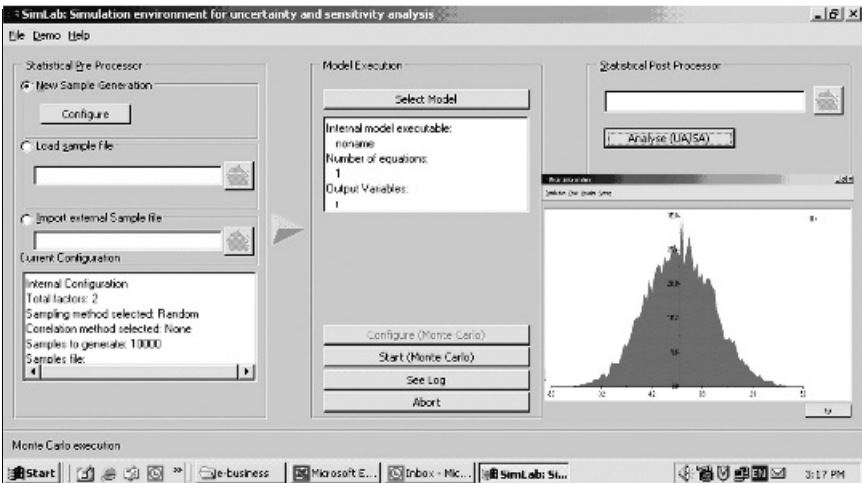 SimLab: Simulation environment for uncertainty and sensitivity analysis
File Demo Help
Statistical Pre Processor
New Sample Generation
Configure
Load sample file
Import external Sample file
Current Configuration
Internal Configuration
Total factors: 2
Sampling method selected: Random
Correlation method selected: None
Samples to generate: 10000
Samples file:
Model Execution
Select Model
Internal model executable:
noname
Number of equations:
1
Output Variables:
Configure (Monte Carlo)
Start (Monte Carlo)
See Log
Abort
Statistical Post Processor
Analyse (UA/SA)
Monte Carlo execution
Start
e-business
Microsoft E...
Inbox - Mic...
SimLab: Si...
EN
3:17 PM